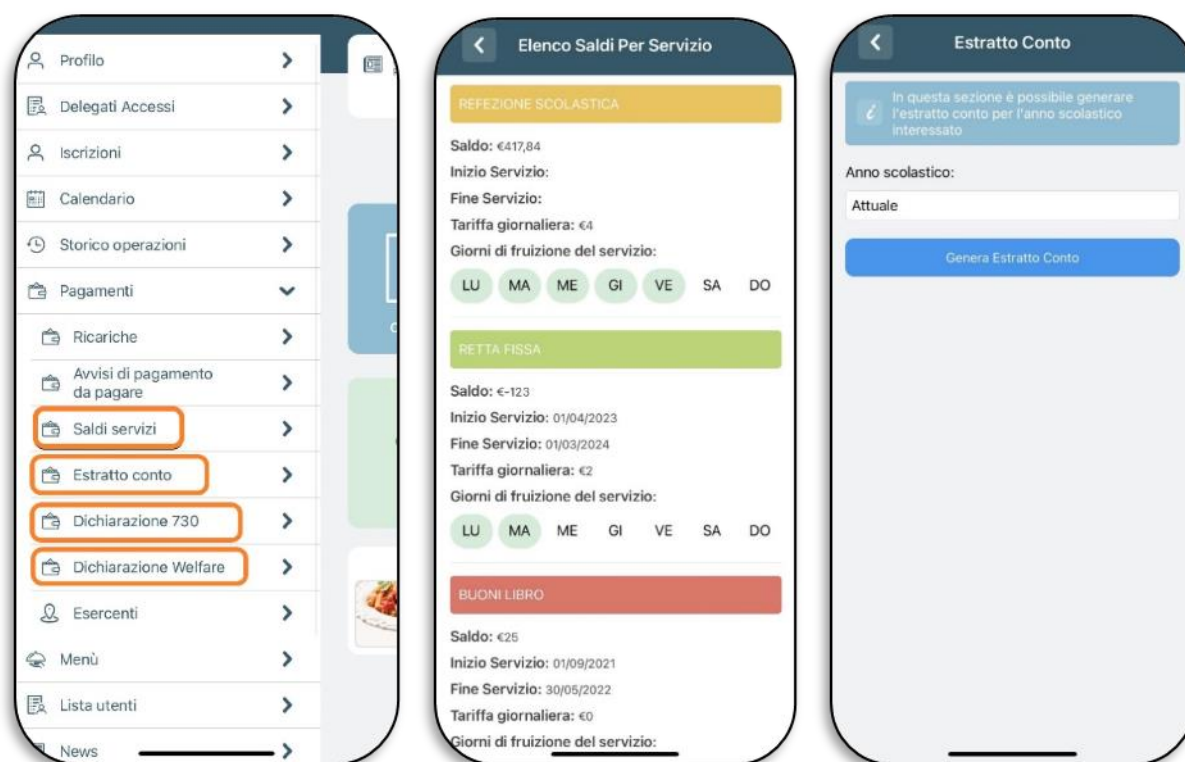 Profilo
Delegati Accessi
Iscrizioni
Calendario
Storico operazioni
Pagamenti
Ricariche
Avvisi di pagamento
da pagare
Saldi servizi
Estratto conto
Dichiarazione 730
Dichiarazione Welfare
Esercenti
Menù
Lista utenti
News
Elenco Saldi Per Servizio
REFEZIONE SCOLASTICA
Saldo: €417,84
Inizio Servizio:
Fine Servizio:
Tariffa giornaliera: €4
Giorni di fruizione del servizio:
LU MA ME GI VE SA DO
RETTA FISSA
Saldo: €-123
Inizio Servizio: 01/04/2023
Fine Servizio: 01/03/2024
Tariffa giornaliera: €2
Giorni di fruizione del servizio:
LU MA ME GI VE SA DO
BUONI LIBRO
Saldo: €25
Inizio Servizio: 01/09/2021
Fine Servizio: 30/05/2022
Tariffa giornaliera: €0
Giorni di fruizione del servizio:
Estratto Conto
In questa sezione è possibile generare
l'estratto conto per l'anno scolastico
interessato
Anno scolastico:
Attuale
Genera Estratto Conto